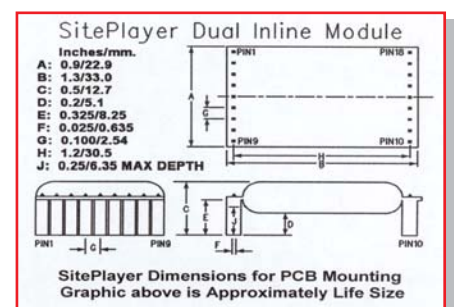 SitePlayer Dual Inline Module
Inches/mm.
A: 0.9/22.9
B: 1.3/33.0
C: 0.5/12.7
D: 0.2/5.1
E: 0.325/8.25
F: 0.025/0.635
G: 0.100/2.54
H: 1.2/30.5
J: 0.25/6.35 MAX DEPTH
PIN1 PIN18
A
G
PIN9 PIN10
H
B
C
E
J
D
PIN1 G PIN9 F PIN10
SitePlayer Dimensions for PCB Mounting
Graphic above is Approximately Life Size